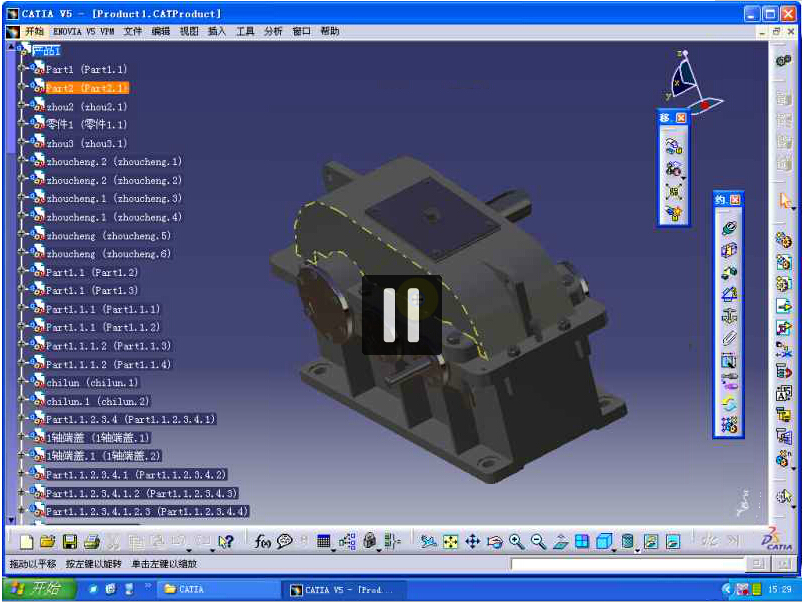 CATIA V5 - [Product1.CATProduct]
开始 ENOVIA V5 VPM 文件 编辑 视图 插入 工具 分析 窗口 帮助
产品1
Part1 (Part1.1)
Part2 (Part2.1)
zhou2 (zhou2.1)
零件1 (零件1.1)
zhou3 (zhou3.1)
zhoucheng.2 (zhoucheng.1)
zhoucheng.2 (zhoucheng.2)
zhoucheng.1 (zhoucheng.3)
zhoucheng.1 (zhoucheng.4)
zhoucheng (zhoucheng.5)
zhoucheng (zhoucheng.6)
Part1.1 (Part1.2)
Part1.1 (Part1.3)
Part1.1.1 (Part1.1.1)
Part1.1.1 (Part1.1.2)
Part1.1.1.2 (Part1.1.3)
Part1.1.1.2 (Part1.1.4)
chilun (chilun.1)
chilun.1 (chilun.2)
Part1.1.2.3.4 (Part1.1.2.3.4.1)
1轴端盖 (1轴端盖.1)
1轴端盖.1 (1轴端盖.2)
Part1.1.2.3.4.1 (Part1.1.2.3.4.2)
Part1.1.2.3.4.1.2 (Part1.1.2.3.4.3)
Part1.1.2.3.4.1.2.3 (Part1.1.2.3.4.4)
z
x
y
移.
约.
f(x)
CATIA
拖动以平移 按左键以旋转 单击左键以缩放
开始
CATIA
CATIA V5 - [Prod...
15:29